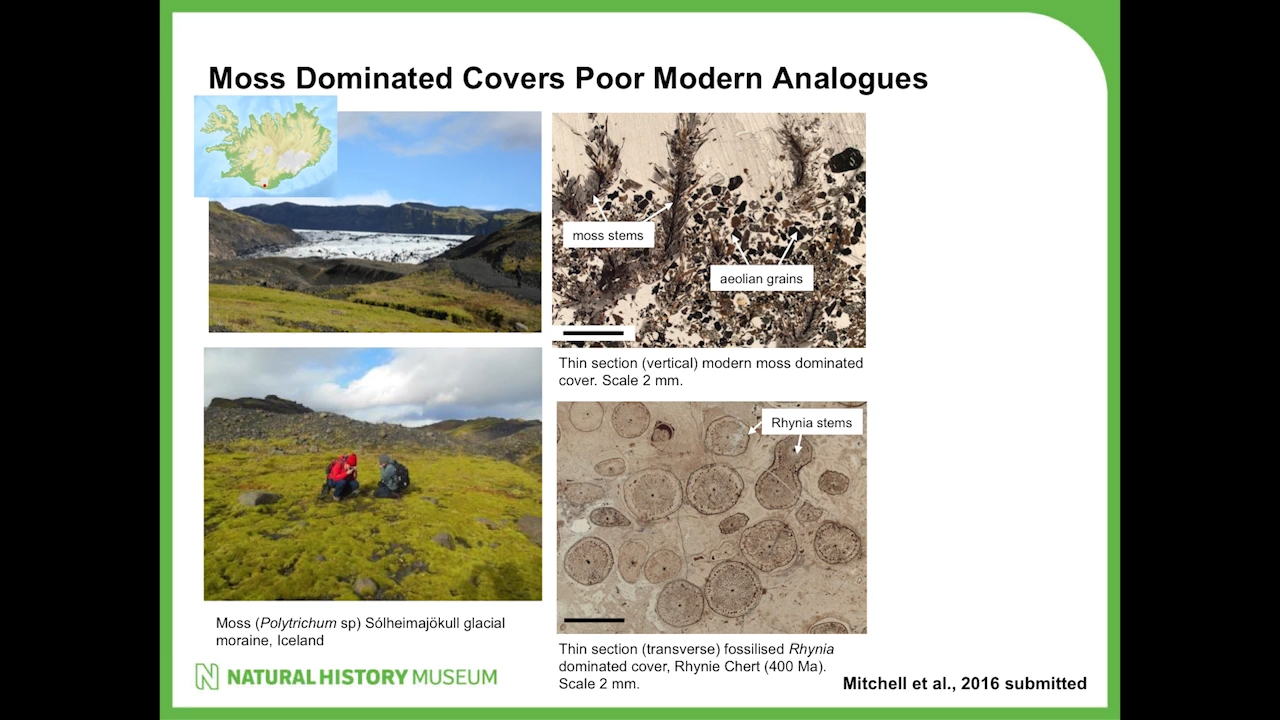 Moss Dominated Covers Poor Modern Analogues
moss stems
aeolian grains
Thin section (vertical) modern moss dominated
cover. Scale 2 mm.
Rhynia stems
Moss (Polytrichum sp) Sólheimajökull glacial
moraine, Iceland
Thin section (transverse) fossilised Rhynia
dominated cover, Rhynie Chert (400 Ma).
Scale 2 mm.
NATURAL HISTORY MUSEUM
Mitchell et al., 2016 submitted